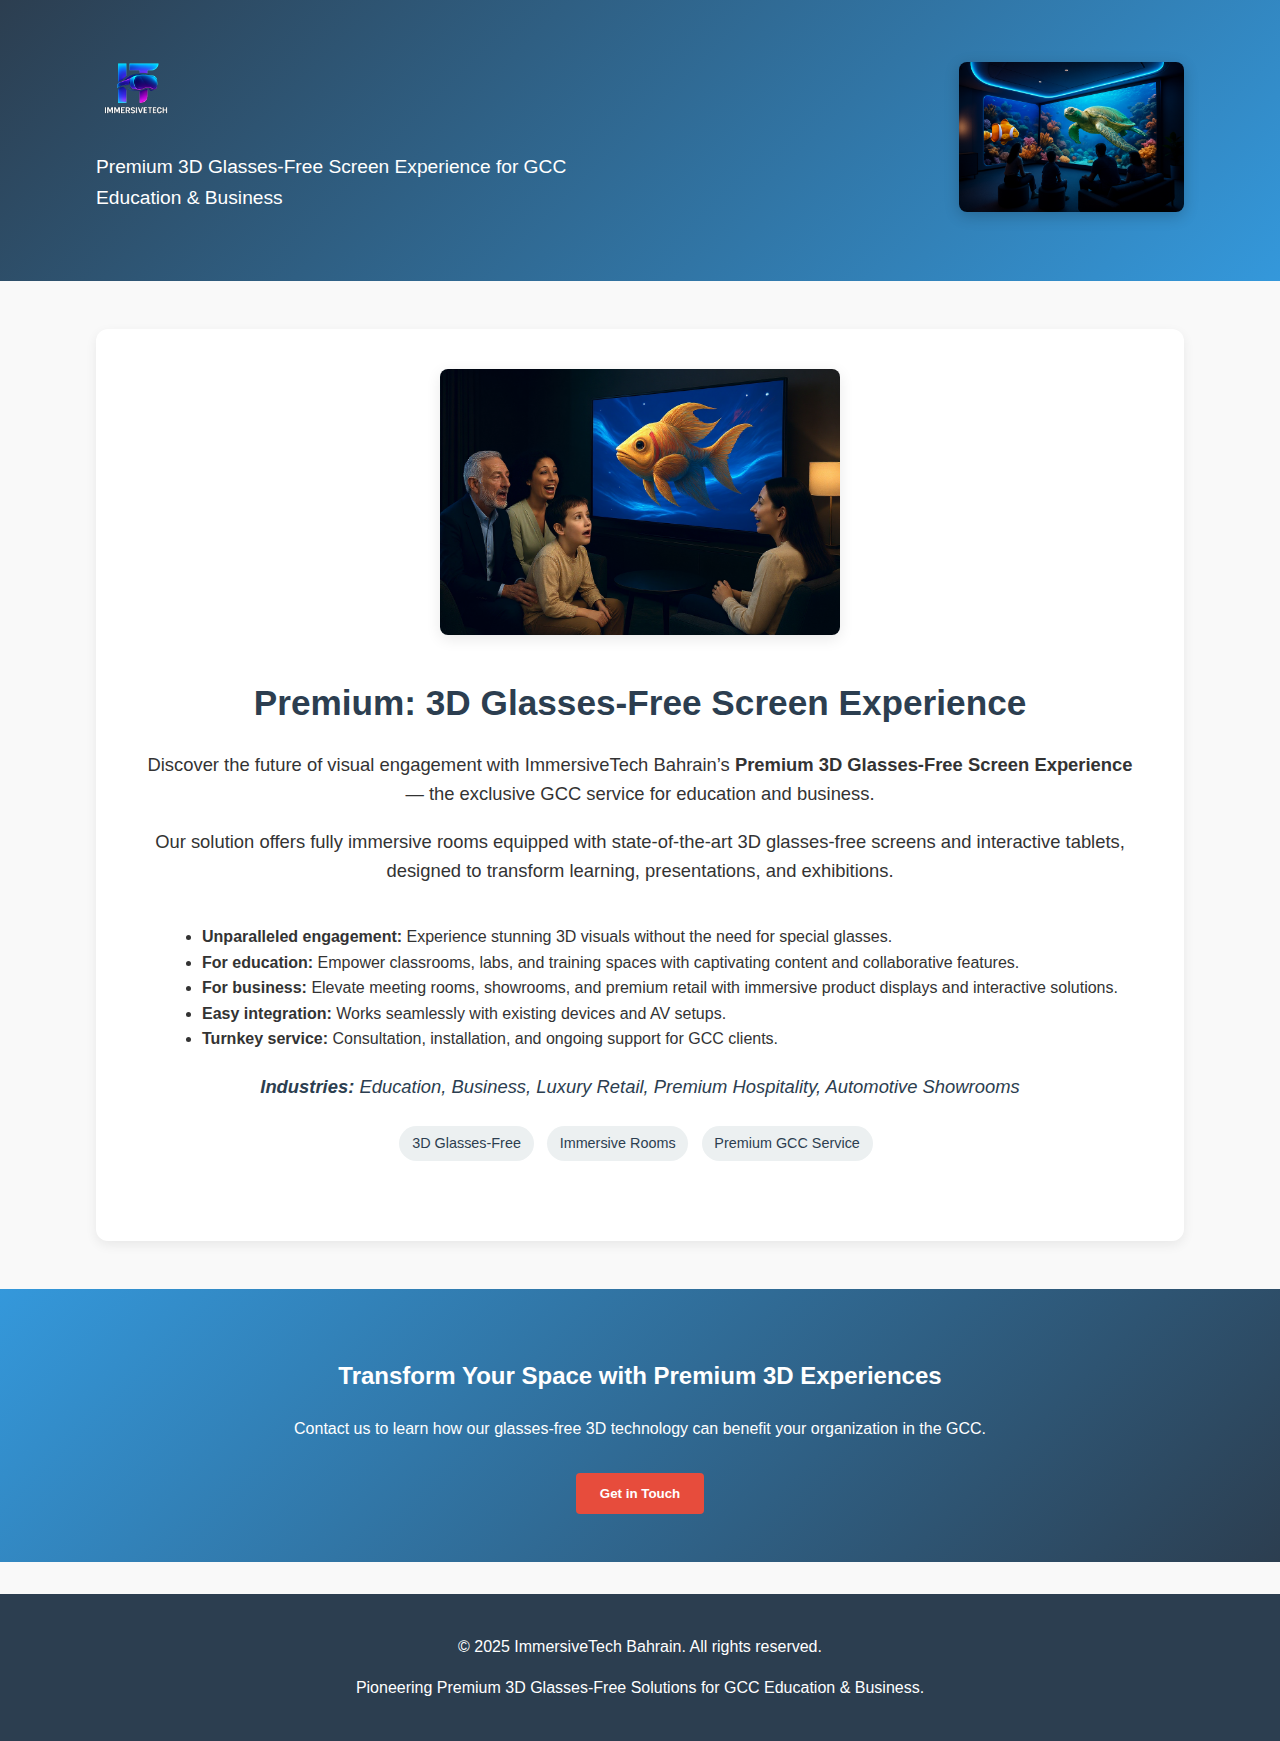 IMMERSIVETECH
Premium 3D Glasses-Free Screen Experience for GCC
Education & Business
Premium: 3D Glasses-Free Screen Experience
Discover the future of visual engagement with ImmersiveTech Bahrain’s Premium 3D Glasses-Free Screen Experience
— the exclusive GCC service for education and business.
Our solution offers fully immersive rooms equipped with state-of-the-art 3D glasses-free screens and interactive tablets,
designed to transform learning, presentations, and exhibitions.
• Unparalleled engagement: Experience stunning 3D visuals without the need for special glasses.
• For education: Empower classrooms, labs, and training spaces with captivating content and collaborative features.
• For business: Elevate meeting rooms, showrooms, and premium retail with immersive product displays and interactive solutions.
• Easy integration: Works seamlessly with existing devices and AV setups.
• Turnkey service: Consultation, installation, and ongoing support for GCC clients.
Industries: Education, Business, Luxury Retail, Premium Hospitality, Automotive Showrooms
3D Glasses-Free Immersive Rooms Premium GCC Service
Transform Your Space with Premium 3D Experiences
Contact us to learn how our glasses-free 3D technology can benefit your organization in the GCC.
Get in Touch
© 2025 ImmersiveTech Bahrain. All rights reserved.
Pioneering Premium 3D Glasses-Free Solutions for GCC Education & Business.